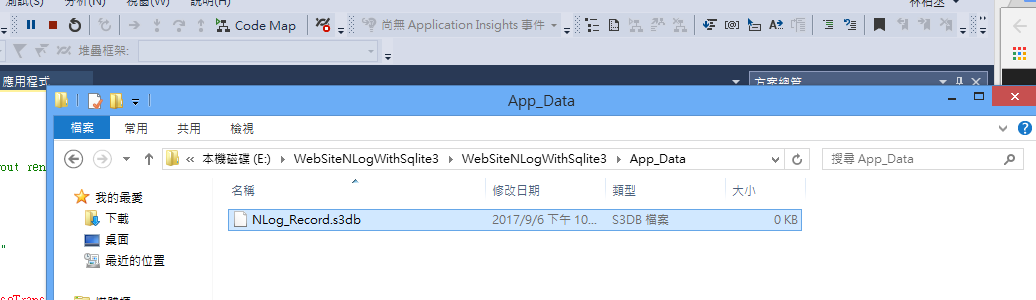 測試(S) 分析(N) 視窗(W) 說明(H) 林柏丞
Code Map 尚無 Application Insights 事件
堆疊框架:
應用程式 方案總管
App_Data
檔案 常用 共用 檢視
« 本機磁碟 (E:) WebSiteNLogWithSqlite3 WebSiteNLogWithSqlite3 App_Data 搜尋 App_Data
out ren
我的最愛 名稱 修改日期 類型 大小
下載 NLog_Record.s3db 2017/9/6 下午 10... S3DB 檔案 0 KB
桌面
"
最近的位置
seTrans